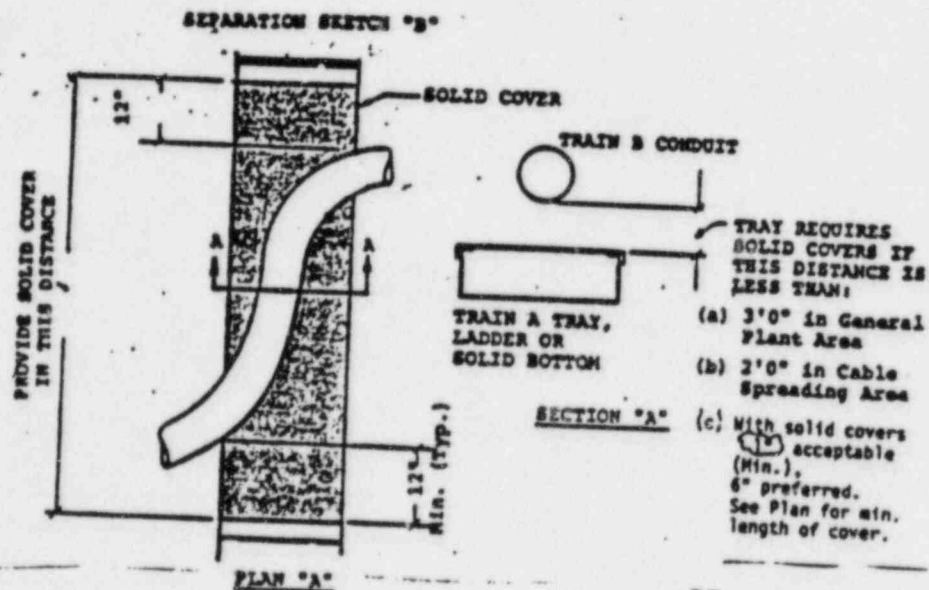 SEPARATION SKETCH "B"
12"
SOLID COVER
PROVIDE SOLID COVER
IN THIS DISTANCE
A
A
12"
Min. (Typ.)
PLAN "A"
TRAIN B CONDUIT
TRAY REQUIRES
SOLID COVERS IF
THIS DISTANCE IS
LESS THAN:
(a) 3'0" in General
Plant Area
(b) 2'0" in Cable
Spreading Area
(c) With solid covers
acceptable
(Min.),
6" preferred.
See Plan for min.
length of cover.
TRAIN A TRAY,
LADDER OR
SOLID BOTTOM
SECTION "A"